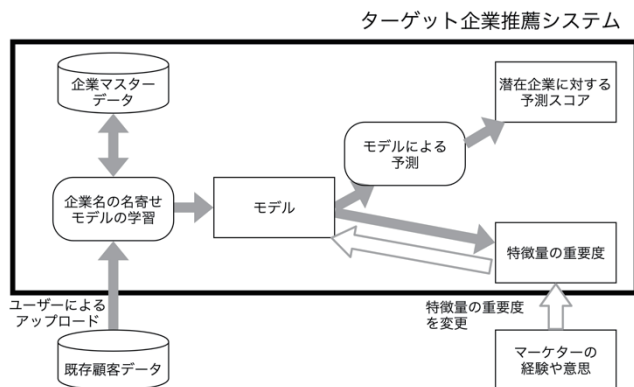 ターゲット企業推薦システム
企業マスター
データ
潜在企業に対する
予測スコア
モデルによる
予測
企業名の名寄せ
モデルの学習
モデル
特徴量の重要度
ユーザーによる
アップロード
特徴量の重要度
を変更
既存顧客データ
マーケターの
経験や意思